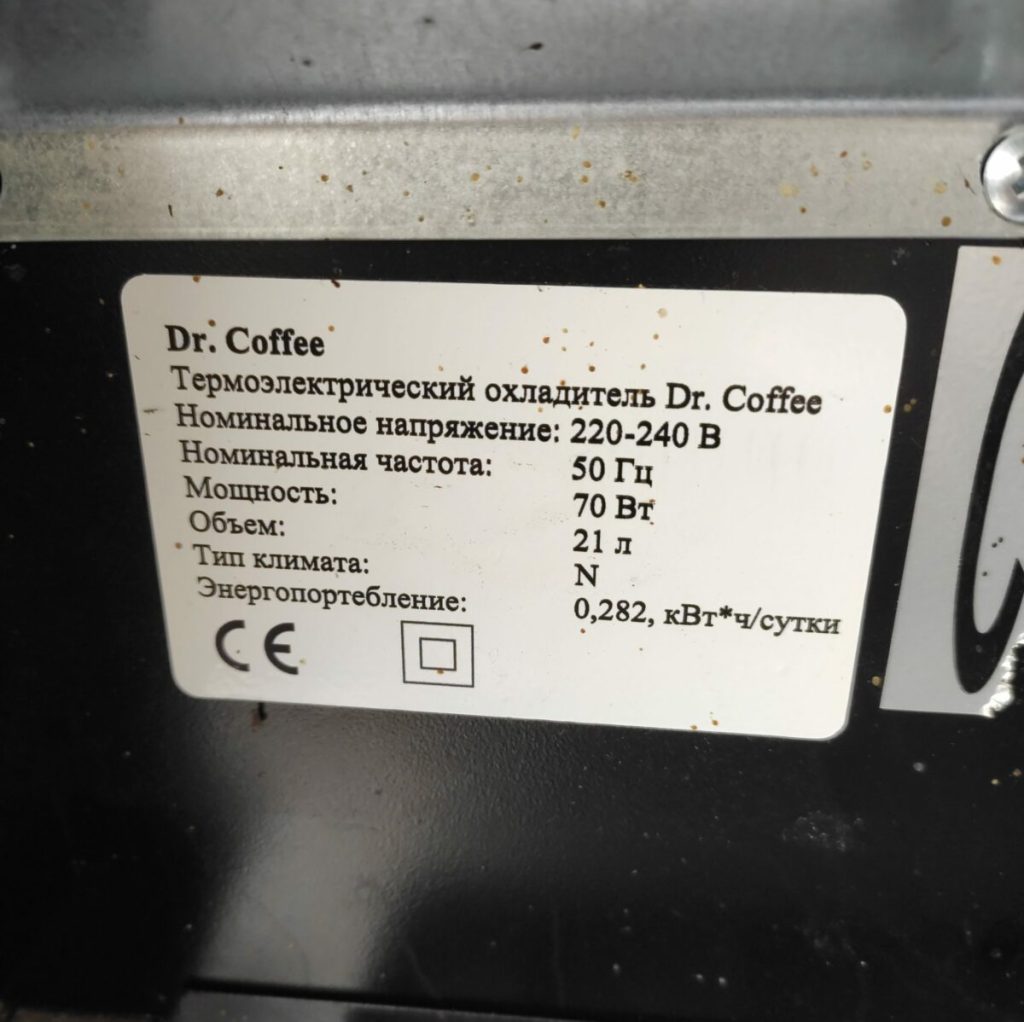 Dr. Coffee
Термоэлектрический охладитель Dr. Coffee
Номинальное напряжение: 220-240 В
Номинальная частота: 50 Гц
Мощность: 70 Вт
Объем: 21 л
Тип климата: N
Энергопортебление: 0,282, кВт*ч/сутки
CE